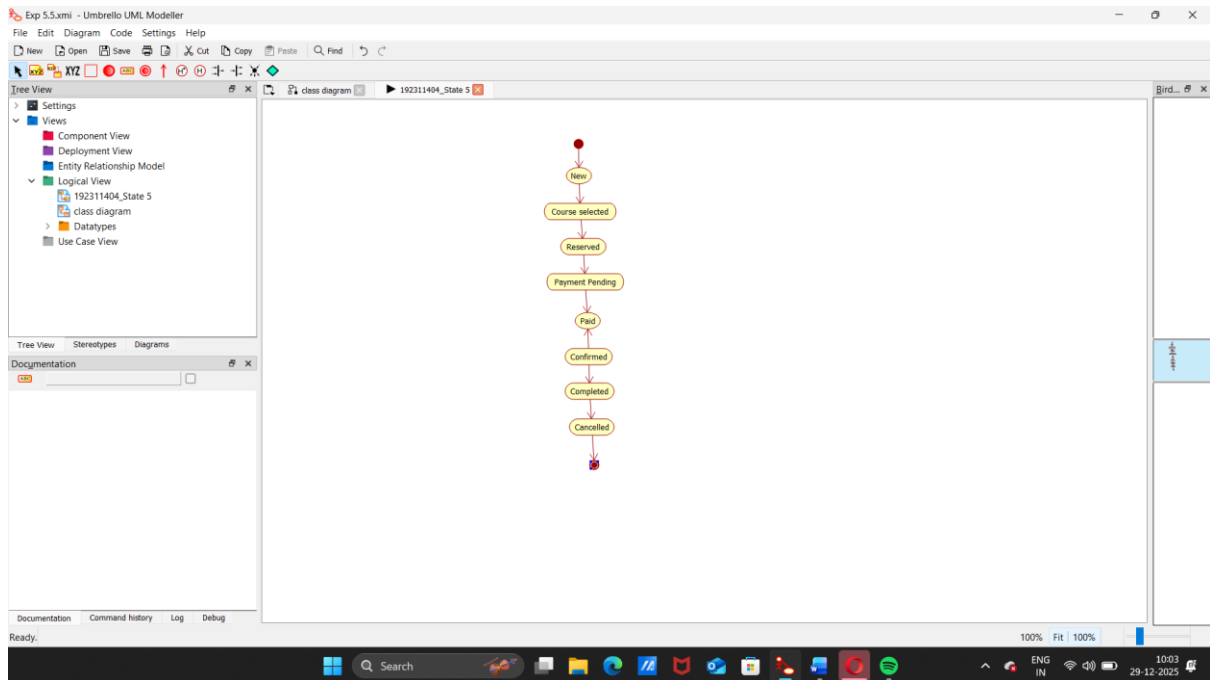 Exp 5.5.xmi - Umbrello UML Modeller
File Edit Diagram Code Settings Help
New Open Save Cut Copy Paste Find
XYZ XYZ ABC H* H
Tree View
class diagram 192311404_State 5
Bird...
Settings
Views
Component View
Deployment View
Entity Relationship Model
Logical View
192311404_State 5
class diagram
Datatypes
Use Case View
Tree View Stereotypes Diagrams
Documentation
ABC
New
Course selected
Reserved
Payment Pending
Paid
Confirmed
Completed
Cancelled
Documentation Command history Log Debug
Ready.
100% Fit 100%
Search
ENG
IN
10:03
29-12-2025